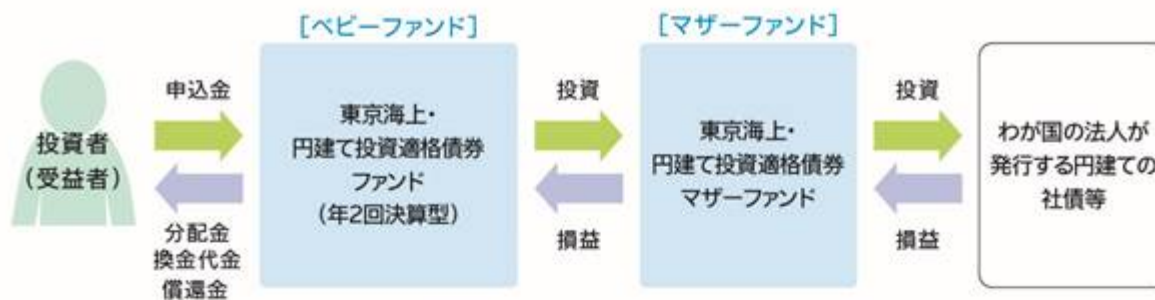 [ベビーファンド]
[マザーファンド]
投資者
(受益者)
申込金
分配金
換金代金
償還金
東京海上・
円建て投資適格債券
ファンド
(年2回決算型)
投資
損益
東京海上・
円建て投資適格債券
マザーファンド
投資
損益
わが国の法人が
発行する円建ての
社債等